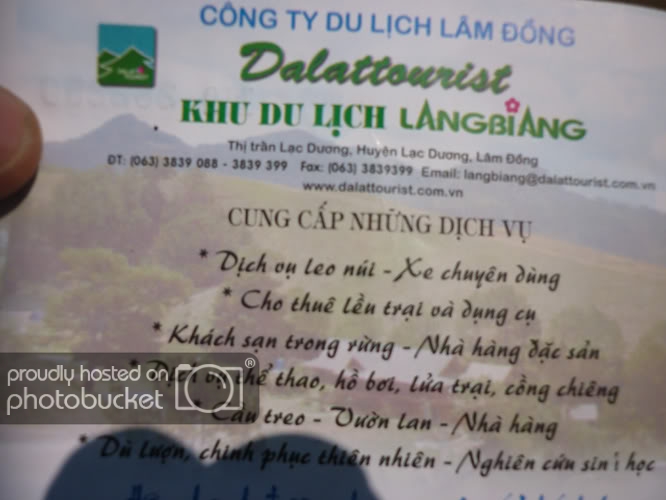 CÔNG TY DU LỊCH LÂM ĐỒNG
Dalattourist
KHU DU LỊCH LANGBIANG
Thị trấn Lạc Dương, Huyện Lạc Dương, Lâm Đồng
ĐT: (063) 3839 088 - 3839 399 Fax: (063) 3839399 Email: langbiang@dalattourist.com.vn
www.dalattourist.com.vn
CUNG CẤP NHỮNG DỊCH VỤ
* Dịch vụ leo núi - Xe chuyên dùng
* Cho thuê lều trại và dụng cụ
* Khách sạn trong rừng - Nhà hàng đặc sản
thể thao, hồ bơi, lửa trại, cồng chiêng
treo - Vườn lan - Nhà hàng
* Dù lượn, chinh phục thiên nhiên - Nghiên cứu sinh học
proudly hosted on
photobucket